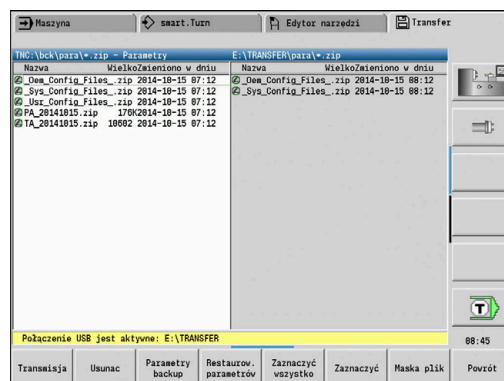 Maszyna
smart.Turn
Edytor narzędzi
Transfer
TNC:\bck\para\*.zip - Parametry
E:\TRANSFER\para\*.zip
Nazwa WielkoZmieniono w dniu
Nazwa WielkoZmieniono w dniu
_Oem_Config_Files_.zip 2014-10-15 07:12
_Oem_Config_Files_.zip 2014-10-15 08:12
_Sys_Config_Files_.zip 2014-10-15 07:12
_Sys_Config_Files_.zip 2014-10-15 08:12
_Usr_Config_Files_.zip 2014-10-15 07:12
PA_20141015.zip 176K2014-10-15 07:12
TA_20141015.zip 10602 2014-10-15 07:12
T
Połączenie USB jest aktywne: E:\TRANSFER
08:45
Transmisja
Usunac
Parametry backup
Restaurow. parametrów
Zaznaczyć wszystko
Zaznaczyć
Maska plik
Powrót